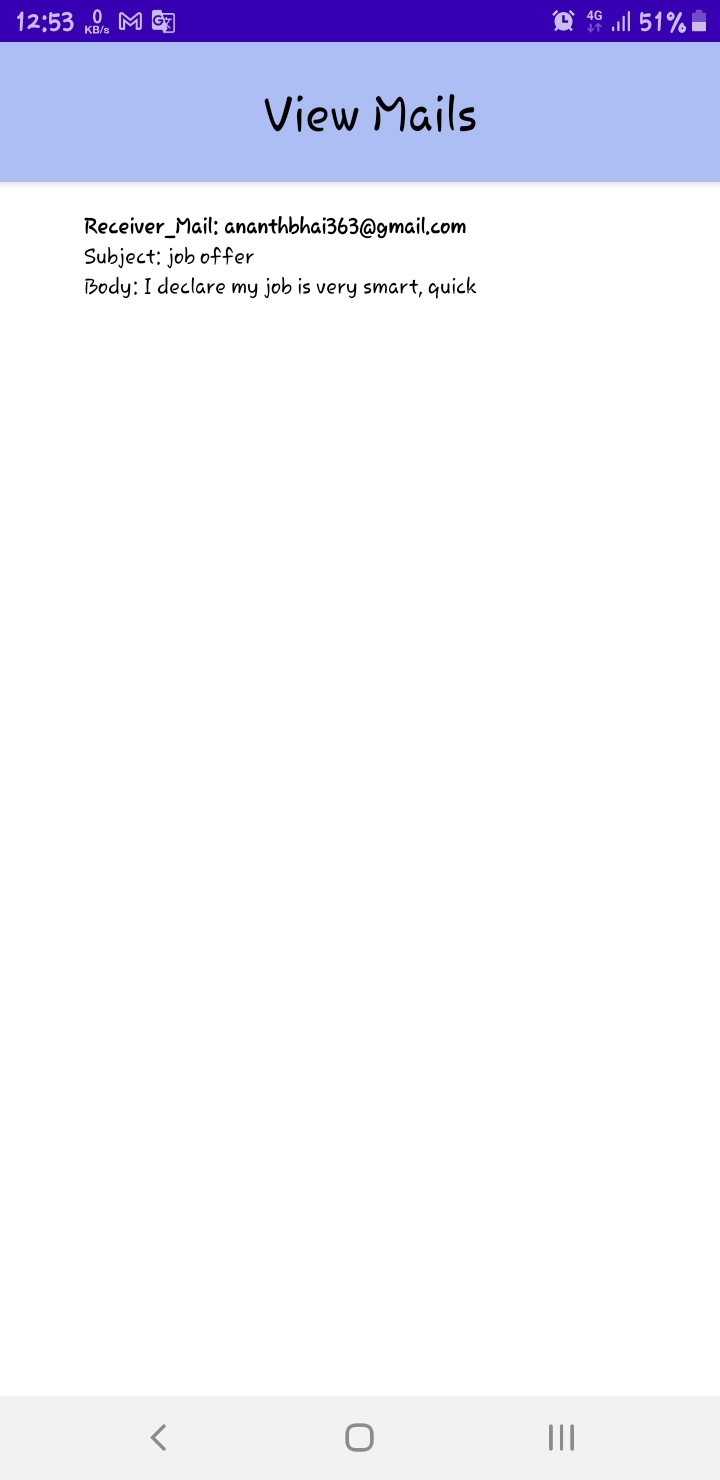 12:53 0 KB/s 4G 51%
View Mails
Receiver_Mail: ananthbhai363@gmail.com
Subject: job offer
Body: I declare my job is very smart, quick